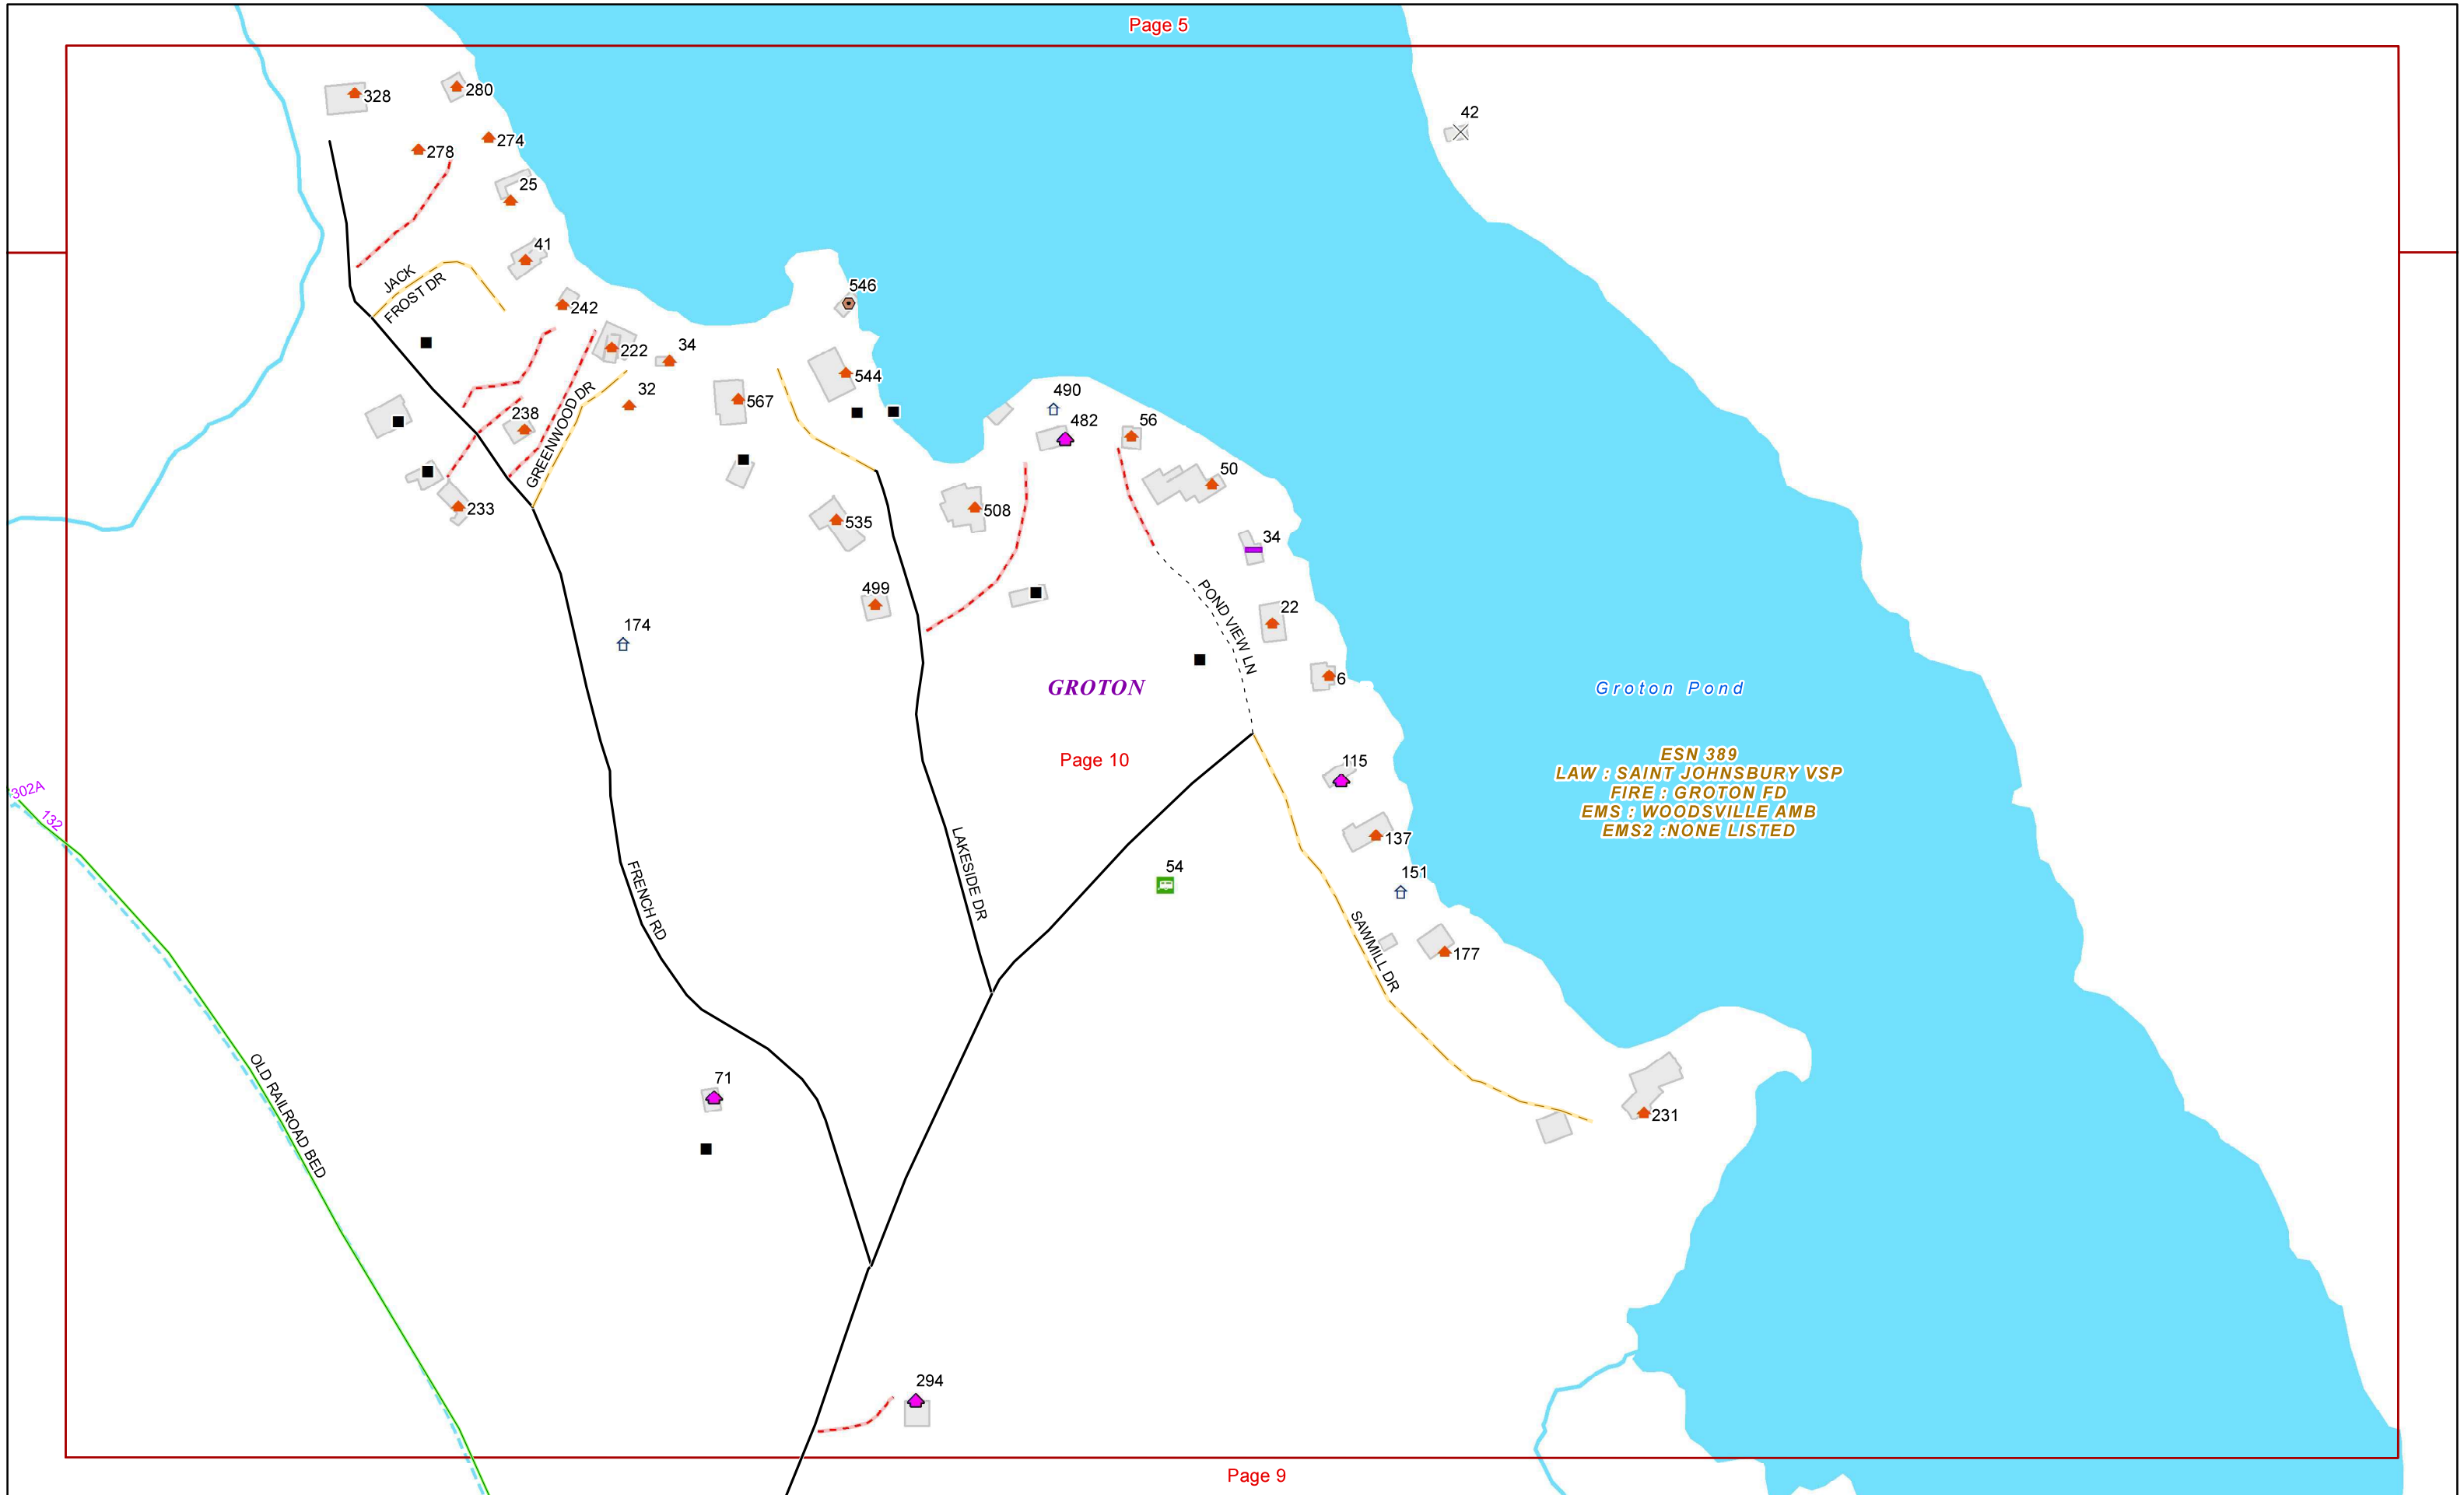 Page 5
328
280
42
278
274
25
41
JACK
FROST DR
242
546
222
34
32
544
567
238
GREENWOOD DR
490
482
56
50
233
508
535
34
499
22
174
POND VIEW LN
6
GROTON
Groton Pond
Page 10
115
ESN 389
LAW : SAINT JOHNSBURY VSP
FIRE : GROTON FD
EMS : WOODSVILLE AMB
EMS2 :NONE LISTED
302A
132
137
LAKESIDE DR
54
151
FRENCH RD
SAWMILL DR
177
OLD RAILROAD BED
71
231
294
Page 9